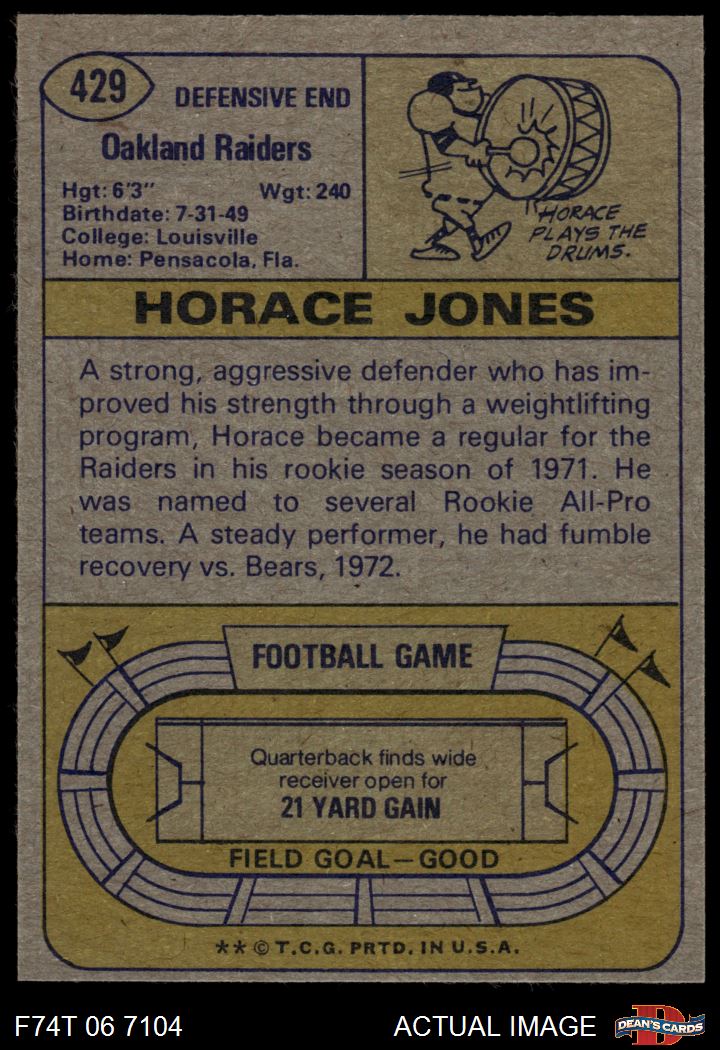 429
DEFENSIVE END
Oakland Raiders
Hgt: 6'3" Wgt: 240
Birthdate: 7-31-49
College: Louisville
Home: Pensacola, Fla.
HORACE
PLAYS THE
DRUMS.
HORACE JONES
A strong, aggressive defender who has im-
proved his strength through a weightlifting
program, Horace became a regular for the
Raiders in his rookie season of 1971. He
was named to several Rookie All-Pro
teams. A steady performer, he had fumble
recovery vs. Bears, 1972.
FOOTBALL GAME
Quarterback finds wide
receiver open for
21 YARD GAIN
FIELD GOAL—GOOD
** © T.C.G. PRTD. IN U.S.A.
F74T 06 7104 ACTUAL IMAGE
DEAN'S CARDS